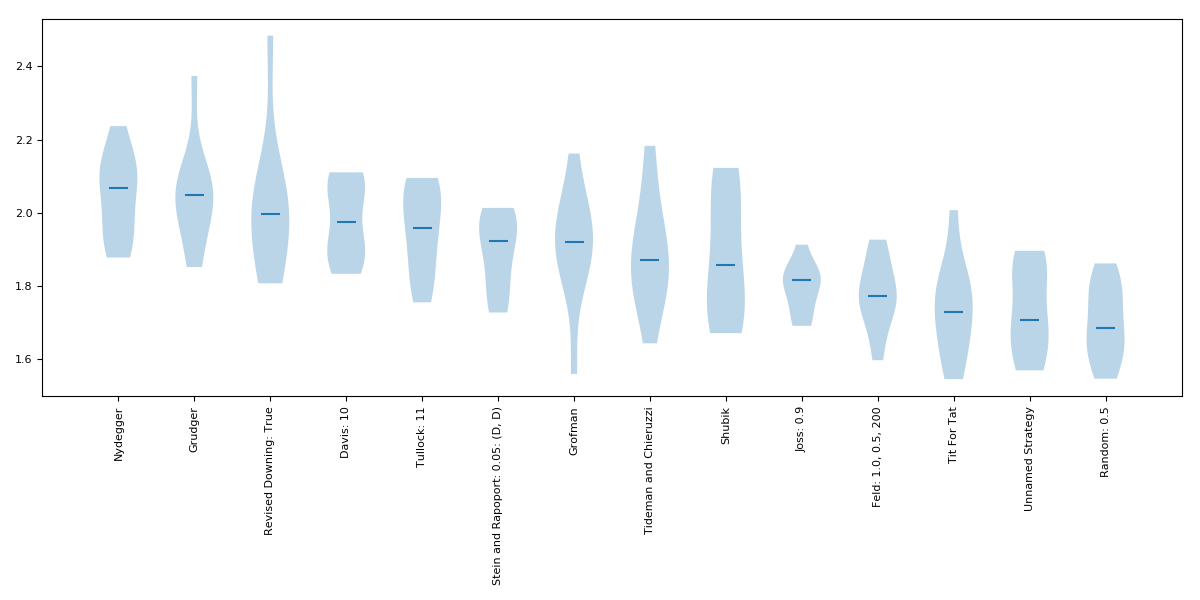 2.4
2.2
2.0
1.8
1.6
Nydegger
Grudger
Revised Downing: True
Davis: 10
Tullock: 11
Stein and Rapoport: 0.05: (D, D)
Grofman
Tideman and Chieruzzi
Shubik
Joss: 0.9
Feld: 1.0, 0.5, 200
Tit For Tat
Unnamed Strategy
Random: 0.5